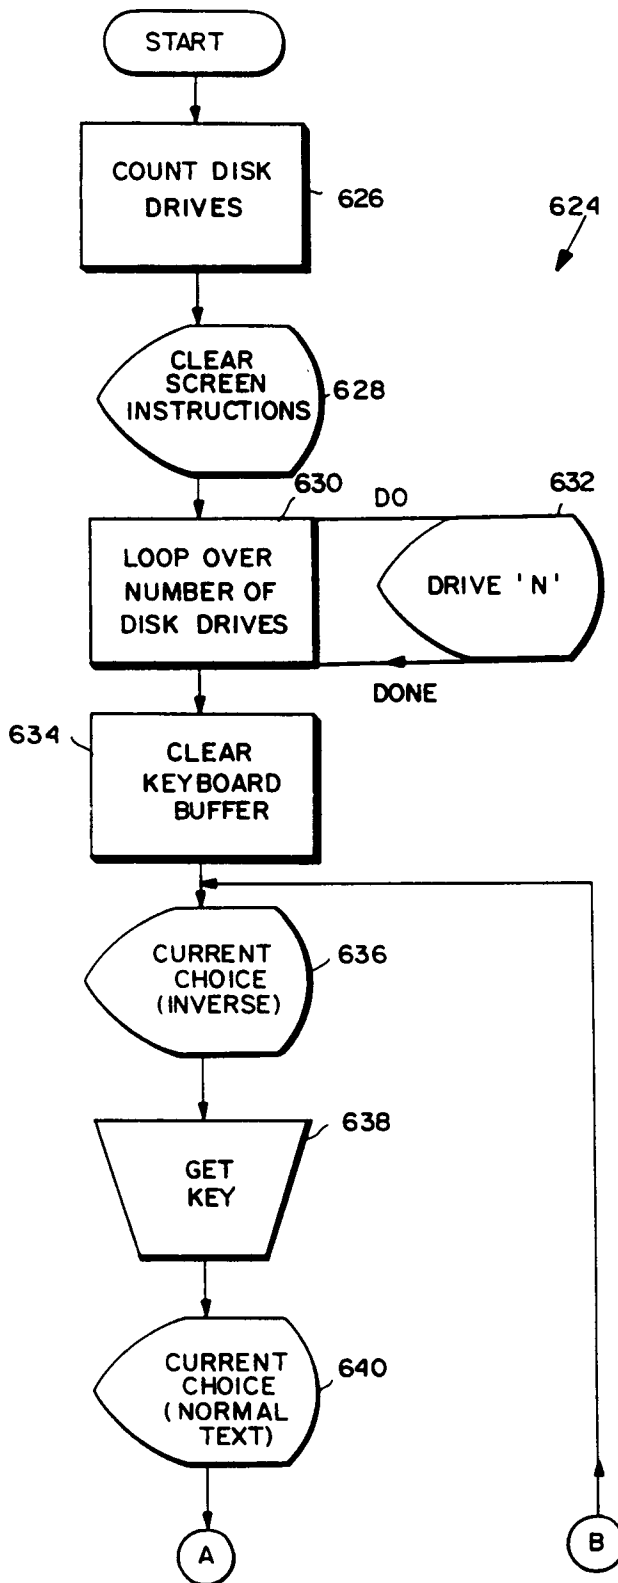 START
COUNT DISK
DRIVES
626
624
CLEAR
SCREEN
INSTRUCTIONS
628
630
DO
632
LOOP OVER
NUMBER OF
DISK DRIVES
DRIVE 'N'
DONE
634
CLEAR
KEYBOARD
BUFFER
CURRENT
CHOICE
(INVERSE)
636
638
GET
KEY
CURRENT
CHOICE
(NORMAL
TEXT)
640
A
B